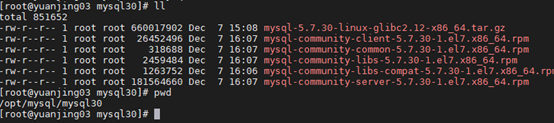 [root@yuanjing03 mysql30]# ll
total 851652
-rw-r--r-- 1 root root 660017902 Dec  7 15:08 mysql-5.7.30-linux-glibc2.12-x86_64.tar.gz
-rw-r--r-- 1 root root  26452496 Dec  7 16:07 mysql-community-client-5.7.30-1.el7.x86_64.rpm
-rw-r--r-- 1 root root    318688 Dec  7 16:07 mysql-community-common-5.7.30-1.el7.x86_64.rpm
-rw-r--r-- 1 root root   2459484 Dec  7 16:07 mysql-community-libs-5.7.30-1.el7.x86_64.rpm
-rw-r--r-- 1 root root   1263752 Dec  7 16:06 mysql-community-libs-compat-5.7.30-1.el7.x86_64.rpm
-rw-r--r-- 1 root root 181564660 Dec  7 16:07 mysql-community-server-5.7.30-1.el7.x86_64.rpm
[root@yuanjing03 mysql30]# pwd
/opt/mysql/mysql30
[root@yuanjing03 mysql30]#